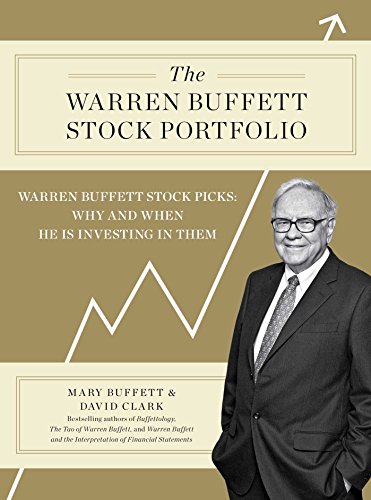 The
WARREN BUFFETT
STOCK PORTFOLIO
WARREN BUFFETT STOCK PICKS:
WHY AND WHEN
HE IS INVESTING IN THEM
MARY BUFFETT &
DAVID CLARK
Bestselling authors of Buffettology,
The Tao of Warren Buffett, and Warren Buffett
and the Interpretation of Financial Statements